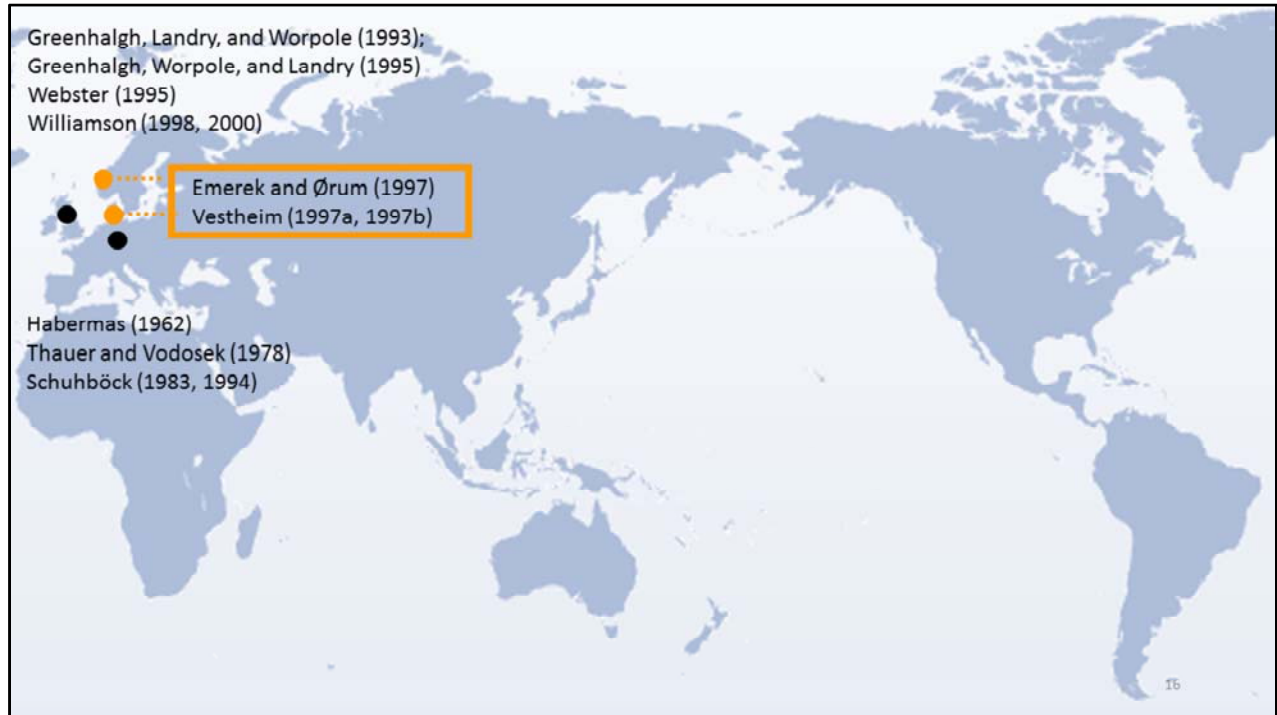 Greenhalgh, Landry, and Worpole (1993);
Greenhalgh, Worpole, and Landry (1995)
Webster (1995)
Williamson (1998, 2000)
Emerek and Ørum (1997)
Vestheim (1997a, 1997b)
Habermas (1962)
Thauer and Vodosek (1978)
Schuhböck (1983, 1994)
16